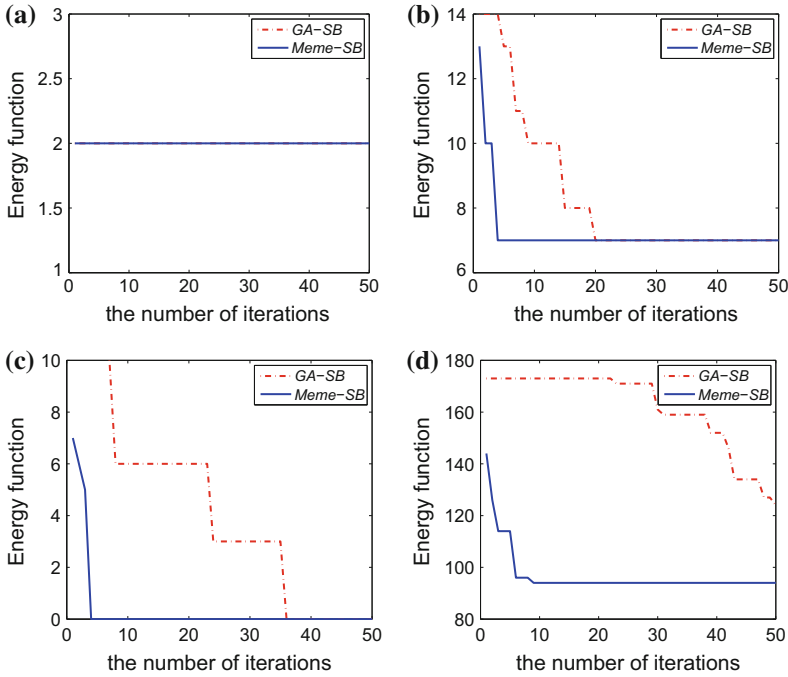 (a)
3
2.5
2
1.5
1
Energy function
0 10 20 30 40 50
the number of iterations
GA-SB
Meme-SB
(b)
14
12
10
8
6
Energy function
0 10 20 30 40 50
the number of iterations
GA-SB
Meme-SB
(c)
10
8
6
4
2
0
Energy function
0 10 20 30 40 50
the number of iterations
GA-SB
Meme-SB
(d)
180
160
140
120
100
80
Energy function
0 10 20 30 40 50
the number of iterations
GA-SB
Meme-SB